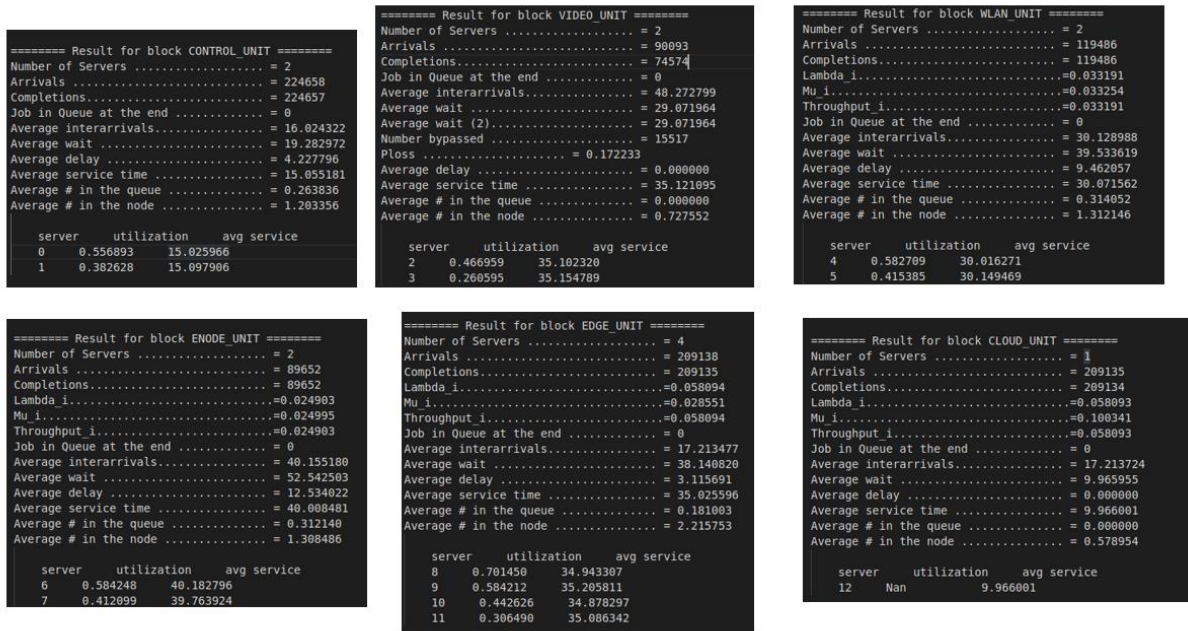 ======== Result for block CONTROL_UNIT ========
Number of Servers ................... = 2
Arrivals ............................ = 224658
Completions.......................... = 224657
Job in Queue at the end ............. = 0
Average interarrivals................ = 16.024322
Average wait ........................ = 19.282972
Average delay ....................... = 4.227796
Average service time ................ = 15.055181
Average # in the queue .............. = 0.263836
Average # in the node ............... = 1.203356
server utilization avg service
0 0.556893 15.025966
1 0.382628 15.097906
======== Result for block VIDEO_UNIT ========
Number of Servers ................... = 2
Arrivals ............................ = 90093
Completions.......................... = 74574
Job in Queue at the end ............. = 0
Average interarrivals................ = 48.272799
Average wait ........................ = 29.071964
Average wait (2)..................... = 29.071964
Number bypassed ..................... = 15517
Ploss ...................... = 0.172233
Average delay ....................... = 0.000000
Average service time ................ = 35.121095
Average # in the queue .............. = 0.000000
Average # in the node ............... = 0.727552
server utilization avg service
2 0.466959 35.102320
3 0.260595 35.154789
======== Result for block WLAN_UNIT ========
Number of Servers ................... = 2
Arrivals ............................ = 119486
Completions.......................... = 119486
Lambda_i..............................=0.033191
Mu_i..................................=0.033254
Throughput_i..........................=0.033191
Job in Queue at the end ............. = 0
Average interarrivals................ = 30.128988
Average wait ........................ = 39.533619
Average delay ....................... = 9.462057
Average service time ................ = 30.071562
Average # in the queue .............. = 0.314052
Average # in the node ............... = 1.312146
server utilization avg service
4 0.582709 30.016271
5 0.415385 30.149469
======== Result for block ENODE_UNIT ========
Number of Servers ................... = 2
Arrivals ............................ = 89652
Completions.......................... = 89652
Lambda_i..............................=0.024903
Mu_i..................................=0.024995
Throughput_i..........................=0.024903
Job in Queue at the end ............. = 0
Average interarrivals................ = 40.155180
Average wait ........................ = 52.542503
Average delay ....................... = 12.534022
Average service time ................ = 40.008481
Average # in the queue .............. = 0.312140
Average # in the node ............... = 1.308486
server utilization avg service
6 0.584248 40.182796
7 0.412099 39.763924
======== Result for block EDGE_UNIT ========
Number of Servers ................... = 4
Arrivals ............................ = 209138
Completions.......................... = 209135
Lambda_i..............................=0.058094
Mu_i..................................=0.028551
Throughput_i..........................=0.058094
Job in Queue at the end ............. = 0
Average interarrivals................ = 17.213477
Average wait ........................ = 38.140820
Average delay ....................... = 3.115691
Average service time ................ = 35.025596
Average # in the queue .............. = 0.181003
Average # in the node ............... = 2.215753
server utilization avg service
8 0.701450 34.943307
9 0.584212 35.205811
10 0.442626 34.878297
11 0.306490 35.086342
======== Result for block CLOUD_UNIT ========
Number of Servers ................... = 1
Arrivals ............................ = 209135
Completions.......................... = 209134
Lambda_i..............................=0.058093
Mu_i..................................=0.100341
Throughput_i..........................=0.058093
Job in Queue at the end ............. = 0
Average interarrivals................ = 17.213724
Average wait ........................ = 9.965955
Average delay ....................... = 0.000000
Average service time ................ = 9.966001
Average # in the queue .............. = 0.000000
Average # in the node ............... = 0.578954
server utilization avg service
12 Nan 9.966001